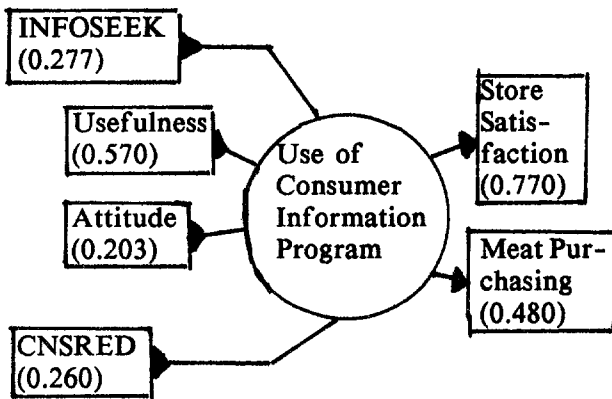 INFOSEEK
(0.277)
Usefulness
(0.570)
Attitude
(0.203)
CNSRED
(0.260)
Use of
Consumer
Information
Program
Store
Satis-
faction
(0.770)
Meat Pur-
chasing
(0.480)